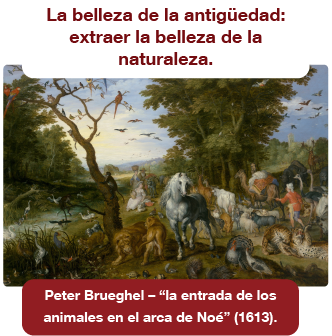 La belleza de la antigüedad:
extraer la belleza de la
naturaleza.
Peter Brueghel – “la entrada de los
animales en el arca de Noé” (1613).